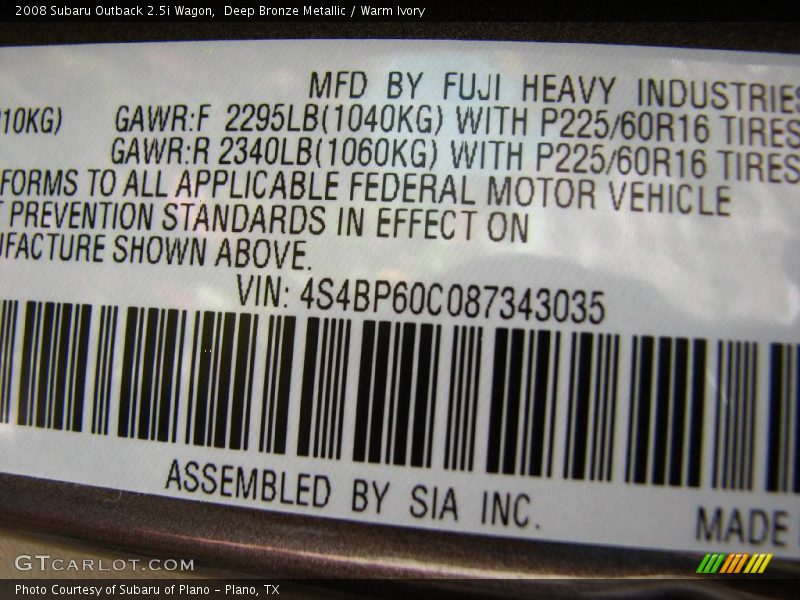 2008 Subaru Outback 2.5i Wagon,  Deep Bronze Metallic / Warm Ivory
MFD BY FUJI HEAVY INDUSTRIES
10KG) GAWR:F 2295LB(1040KG) WITH P225/60R16 TIRES
GAWR:R 2340LB(1060KG) WITH P225/60R16 TIRES
FORMS TO ALL APPLICABLE FEDERAL MOTOR VEHICLE
T PREVENTION STANDARDS IN EFFECT ON
UFACTURE SHOWN ABOVE.
VIN: 4S4BP60C087343035
ASSEMBLED BY SIA INC.
MADE
GTCARLOT.COM
Photo Courtesy of Subaru of Plano - Plano, TX